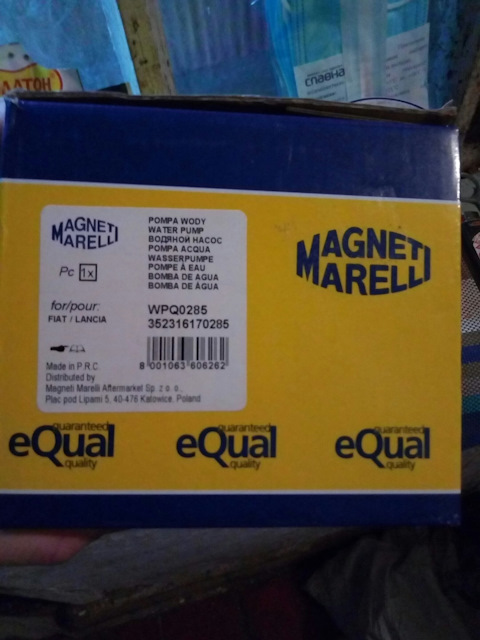 ЛТОН
спавна
MAGNETI
MARELLI
Pc 1x
for/pour:
FIAT / LANCIA
POMPA WODY
WATER PUMP
ВОДЯНОЙ НАСОС
POMPA ACQUA
WASSERPUMPE
POMPE À EAU
BOMBA DE AGUA
BOMBA DE ÁGUA
WPQ0285
352316170285
8 001063 606262
Made in P.R.C.
Distributed by
Magneti Marelli Aftermarket Sp. z o.o.,
Plac pod Lipami 5, 40-476 Katowice, Poland
MAGNETI
MARELLI
guaranteed
eQual
quality
guaranteed
eQual
quality
guaranteed
eQual
quality